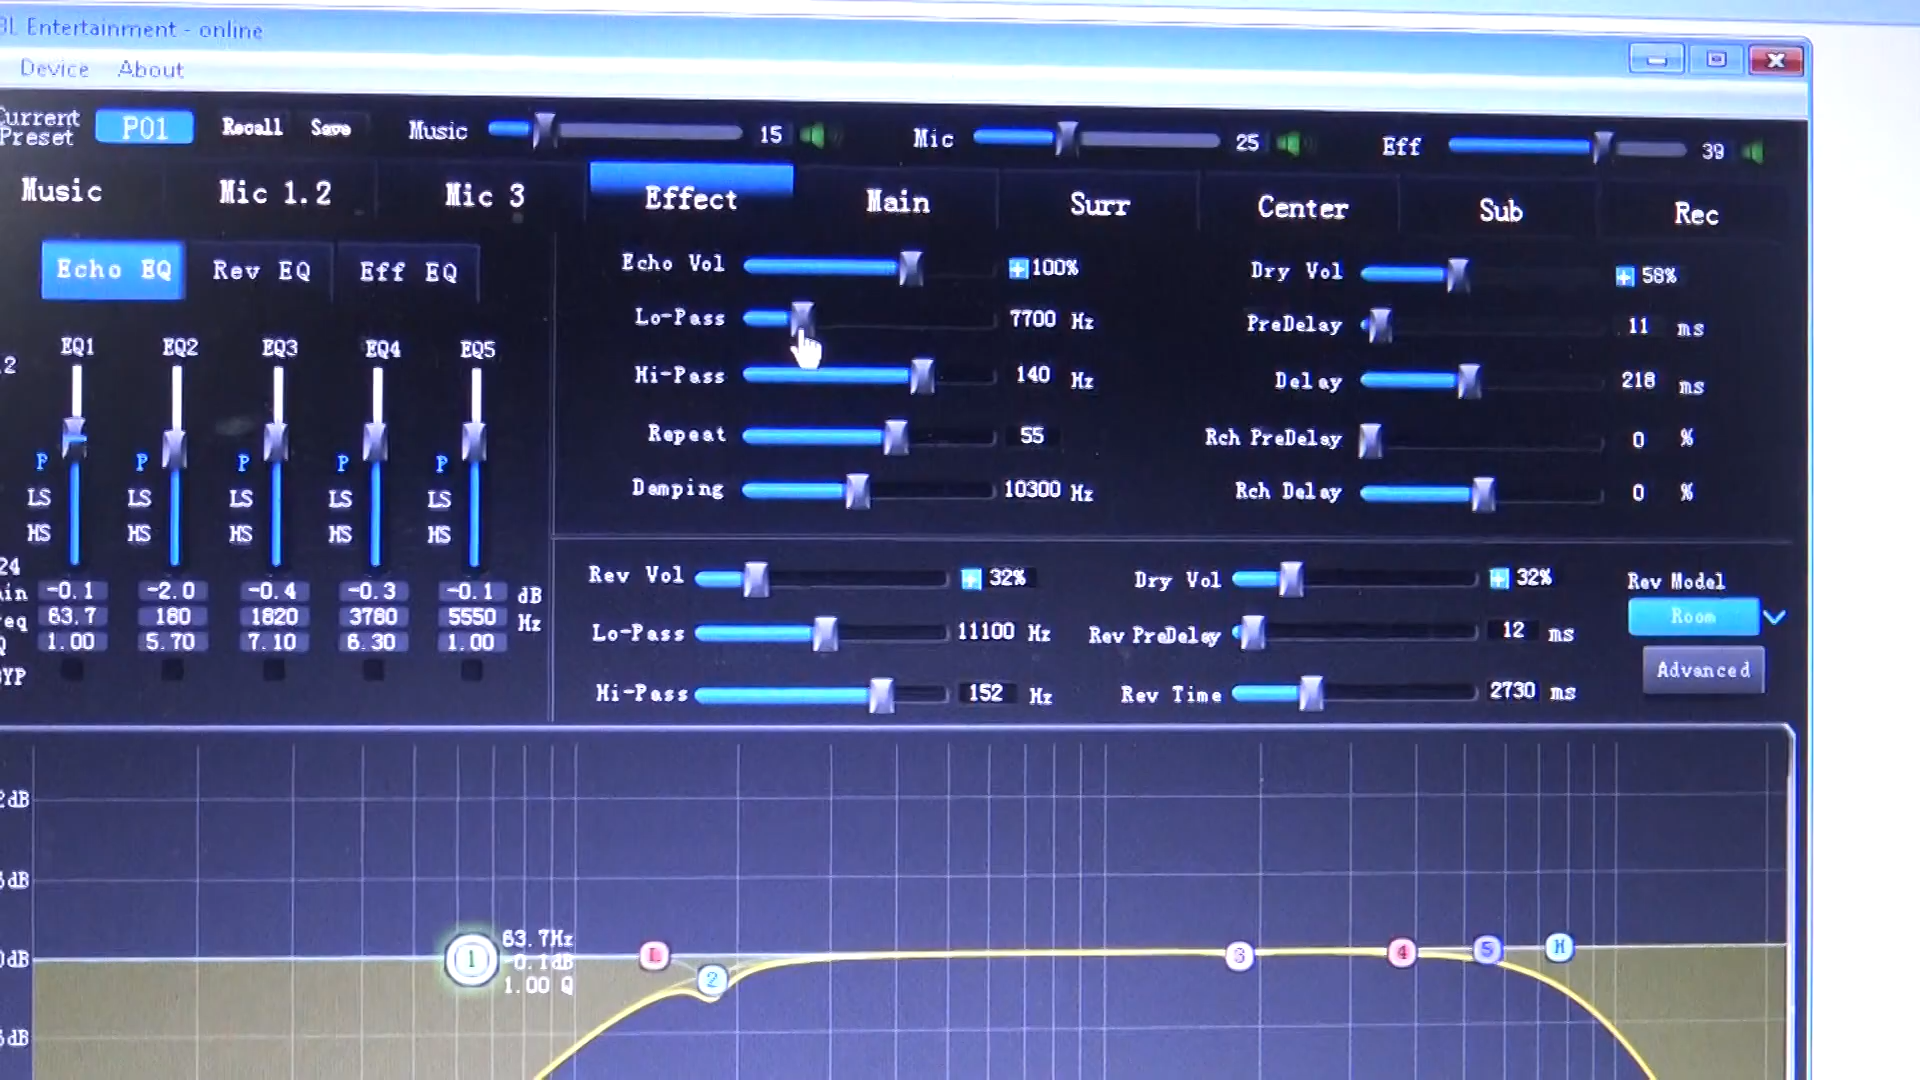 BL Entertainment - online
Device About
Current Preset P01 Recall Save Music 15 Mic 25 Eff 39
Music Mic 1.2 Mic 3 Effect Main Surr Center Sub Rec
Echo EQ Rev EQ Eff EQ
EQ1 EQ2 EQ3 EQ4 EQ5
P P P P P
LS LS LS LS LS
HS HS HS HS HS
-0.1 -2.0 -0.4 -0.3 -0.1 dB
63.7 180 1820 3780 5550 Hz
1.00 5.70 7.10 6.30 1.00
Echo Vol 100%
Lo-Pass 7700 Hz
Hi-Pass 140 Hz
Repeat 55
Damping 10300 Hz
Dry Vol 58%
PreDelay 11 ms
Delay 218 ms
Rch PreDelay 0 %
Rch Delay 0 %
Rev Vol 32%
Lo-Pass 11100 Hz
Hi-Pass 152 Hz
Dry Vol 32%
Rev PreDelay 12 ms
Rev Time 2730 ms
Rev Model
Room
Advanced
2dB
6dB
0dB
6dB
1 63.7Hz
-0.1dB
1.00 Q
L 2 3 4 5 H